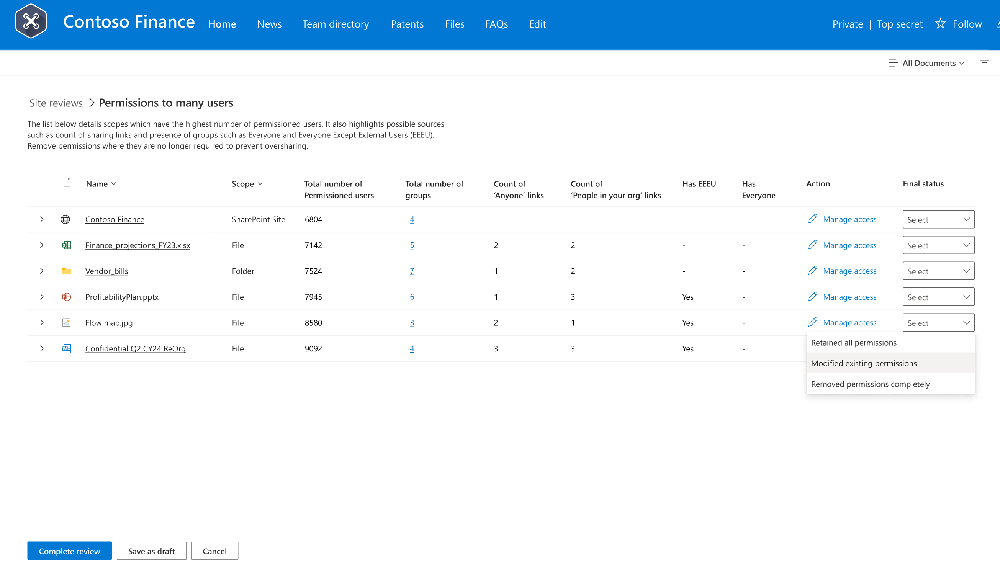 Contoso Finance Home News Team directory Patents Files FAQs Edit Private | Top secret Follow
All Documents
Site reviews > Permissions to many users
The list below details scopes which have the highest number of permissioned users. It also highlights possible sources
such as count of sharing links and presence of groups such as Everyone and Everyone Except External Users (EEEU).
Remove permissions where they are no longer required to prevent oversharing.
Name Scope Total number of Total number of Count of Count of Has EEEU Has Action Final status
Permissioned users groups ‘Anyone’ links ‘People in your org’ links Everyone
Contoso Finance SharePoint Site 6804 4 - - - - Manage access Select
Finance_projections_FY23.xlsx File 7142 5 2 2 - - Manage access Select
Vendor_bills Folder 7524 7 1 2 - - Manage access Select
ProfitabilityPlan.pptx File 7945 6 1 3 Yes - Manage access Select
Flow map.jpg File 8580 3 2 1 Yes - Manage access Select
Retained all permissions
Confidential Q2 CY24 ReOrg File 9092 4 3 3 Yes -
Modified existing permissions
Removed permissions completely
Complete review Save as draft Cancel